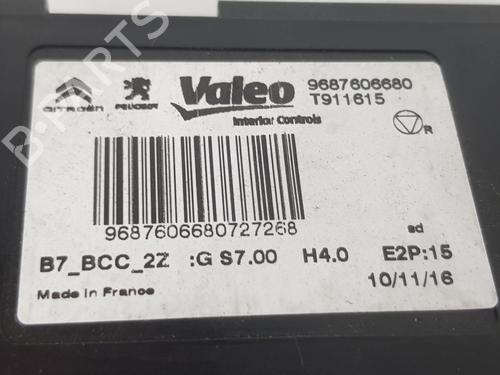 CITROËN PEUGEOT Valeo 9687606680
T911615
Interior Controls
R
9687606680727268
ad
B7_BCC_2Z :G S7.00 H4.0 E2P:15
Made in France 10/11/16
B-PARTS